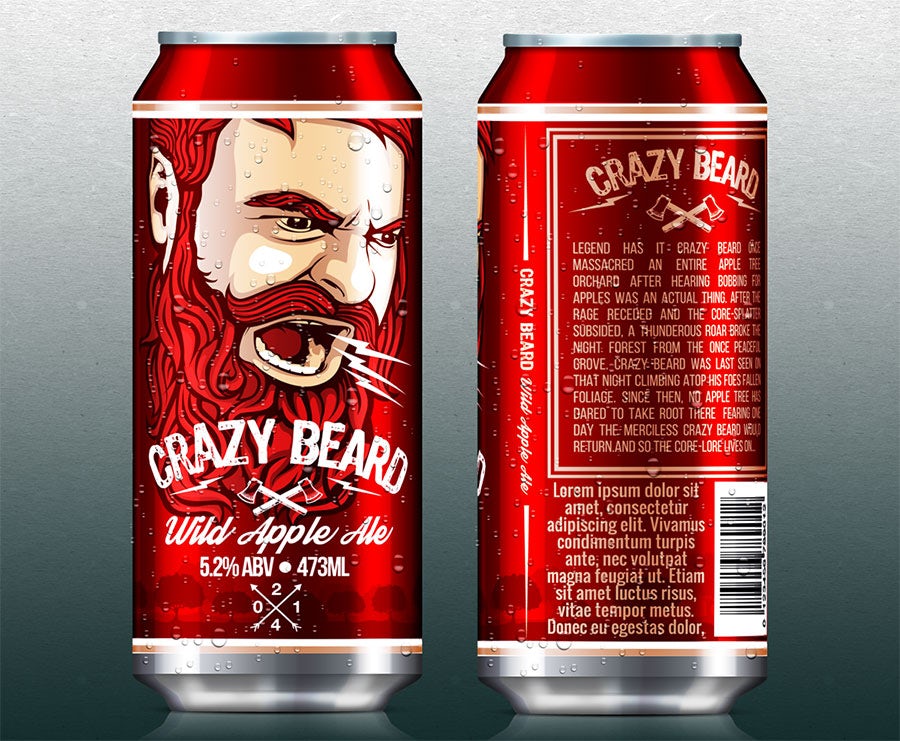 CRAZY BEARD
Wild Apple Ale
5.2% ABV • 473ML
2
0 1
4
CRAZY BEARD Wild Apple Ale
CRAZY BEARD
LEGEND HAS IT CRAZY BEARD ONCE
MASSACRED AN ENTIRE APPLE TREE
ORCHARD AFTER HEARING BOBBING FOR
APPLES WAS AN ACTUAL THING. AFTER THE
RAGE RECEDED AND THE CORE-SPLATTER
SUBSIDED, A THUNDEROUS ROAR BROKE THE
NIGHT FOREST FROM THE ONCE PEACEFUL
GROVE. CRAZY BEARD WAS LAST SEEN ON
THAT NIGHT CLIMBING ATOP HIS FOES FALLEN
FOLIAGE. SINCE THEN, NO APPLE TREE HAS
DARED TO TAKE ROOT THERE FEARING ONE
DAY THE MERCILESS CRAZY BEARD WOULD
RETURN. AND SO THE CORE-LORE LIVES ON...
Lorem ipsum dolor sit
amet, consectetur
adipiscing elit. Vivamus
condimentum turpis
ante, nec volutpat
magna feugiat ut. Etiam
sit amet luctus risus,
vitae tempor metus.
Donec eu egestas dolor,